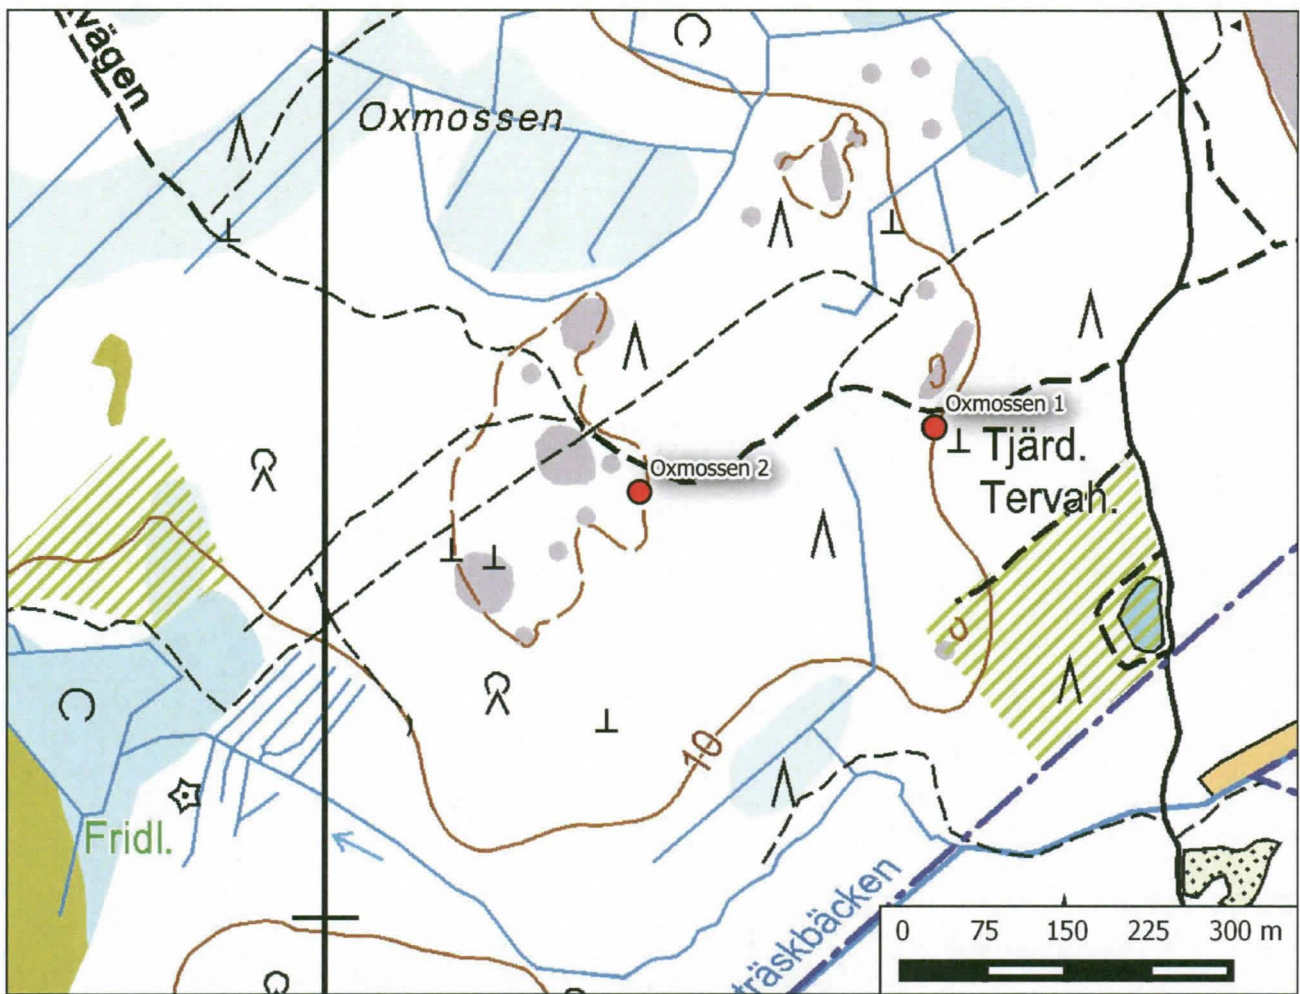 vägen
Oxmossen
Oxmossen 1
Tjärd.
Tervah.
Oxmossen 2
10
Fridl.
träskbäcken
0 75 150 225 300 m